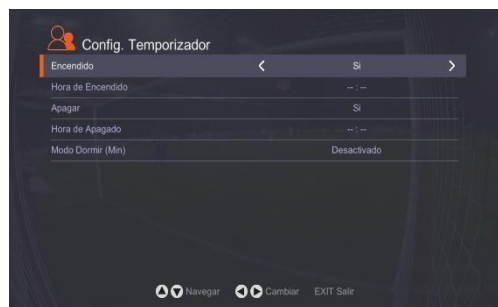 Config. Temporizador
Encendido < Si >
Hora de Encendido -- : --
Apagar Si
Hora de Apagado -- : --
Modo Dormir (Min) Desactivado
Navegar Cambiar EXIT Salir